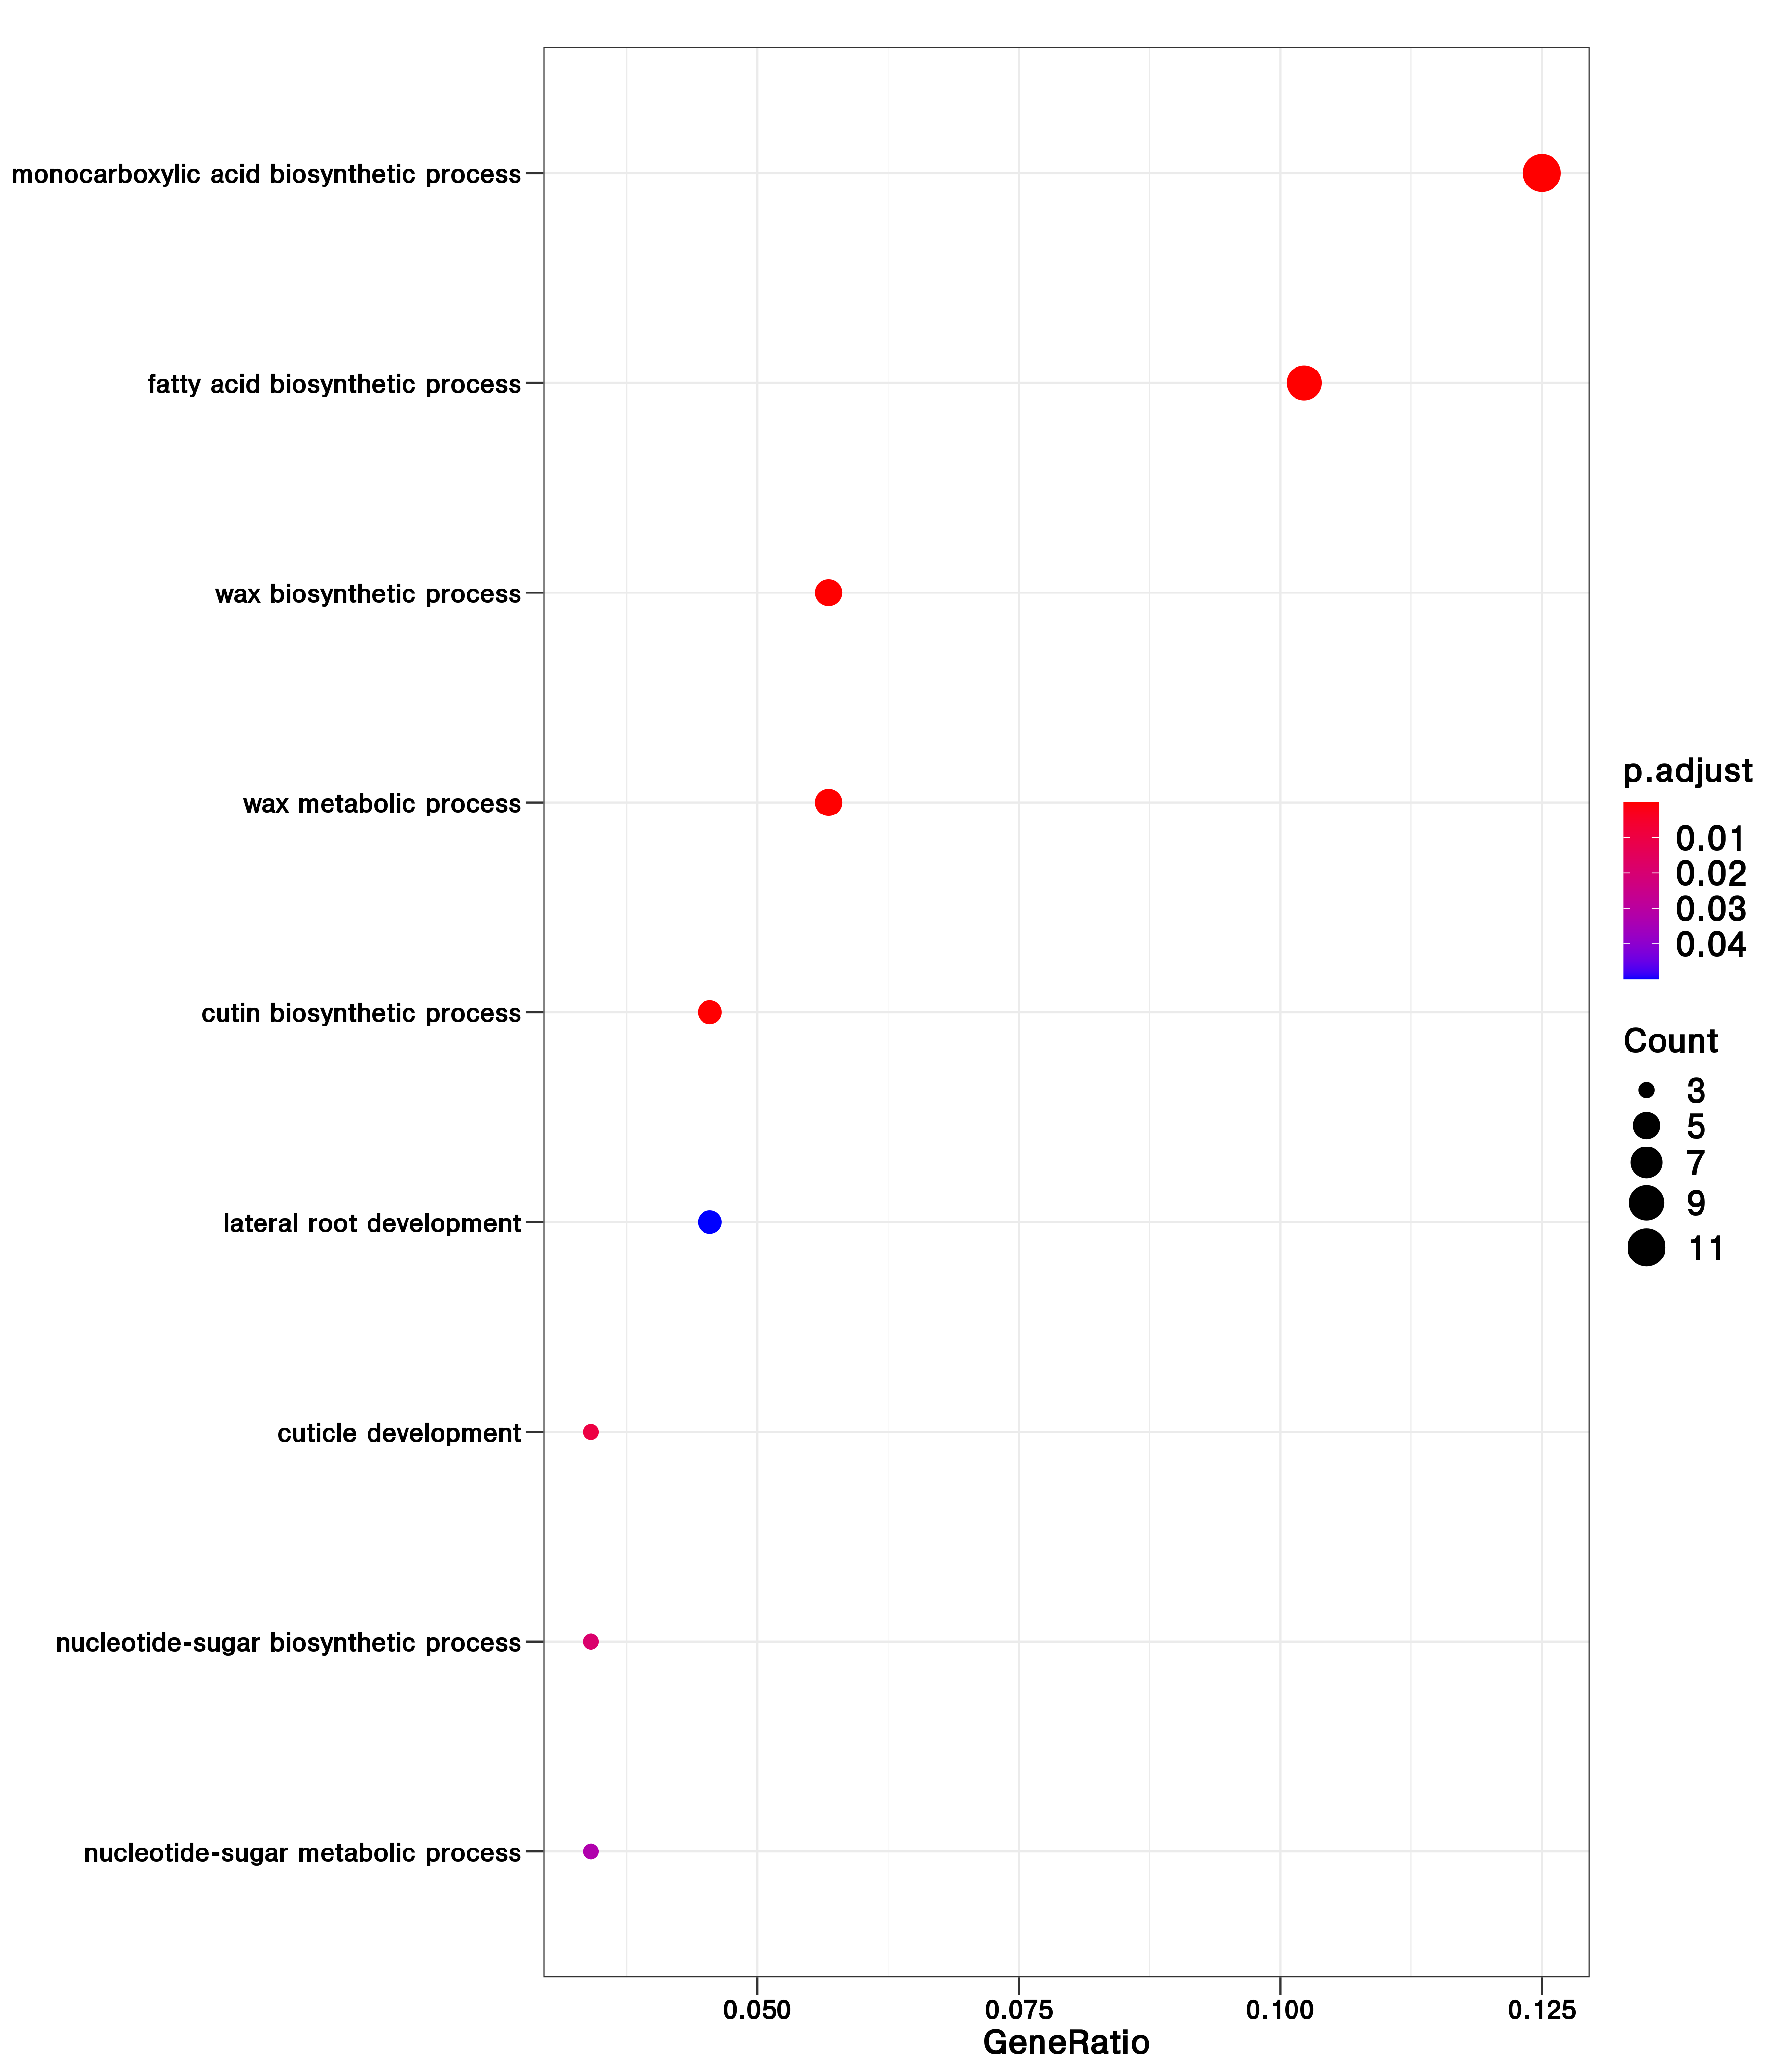 monocarboxylic acid biosynthetic process
fatty acid biosynthetic process
wax biosynthetic process
wax metabolic process
cutin biosynthetic process
lateral root development
cuticle development
nucleotide-sugar biosynthetic process
nucleotide-sugar metabolic process
0.050 0.075 0.100 0.125
GeneRatio
p.adjust
0.01
0.02
0.03
0.04
Count
3
5
7
9
11